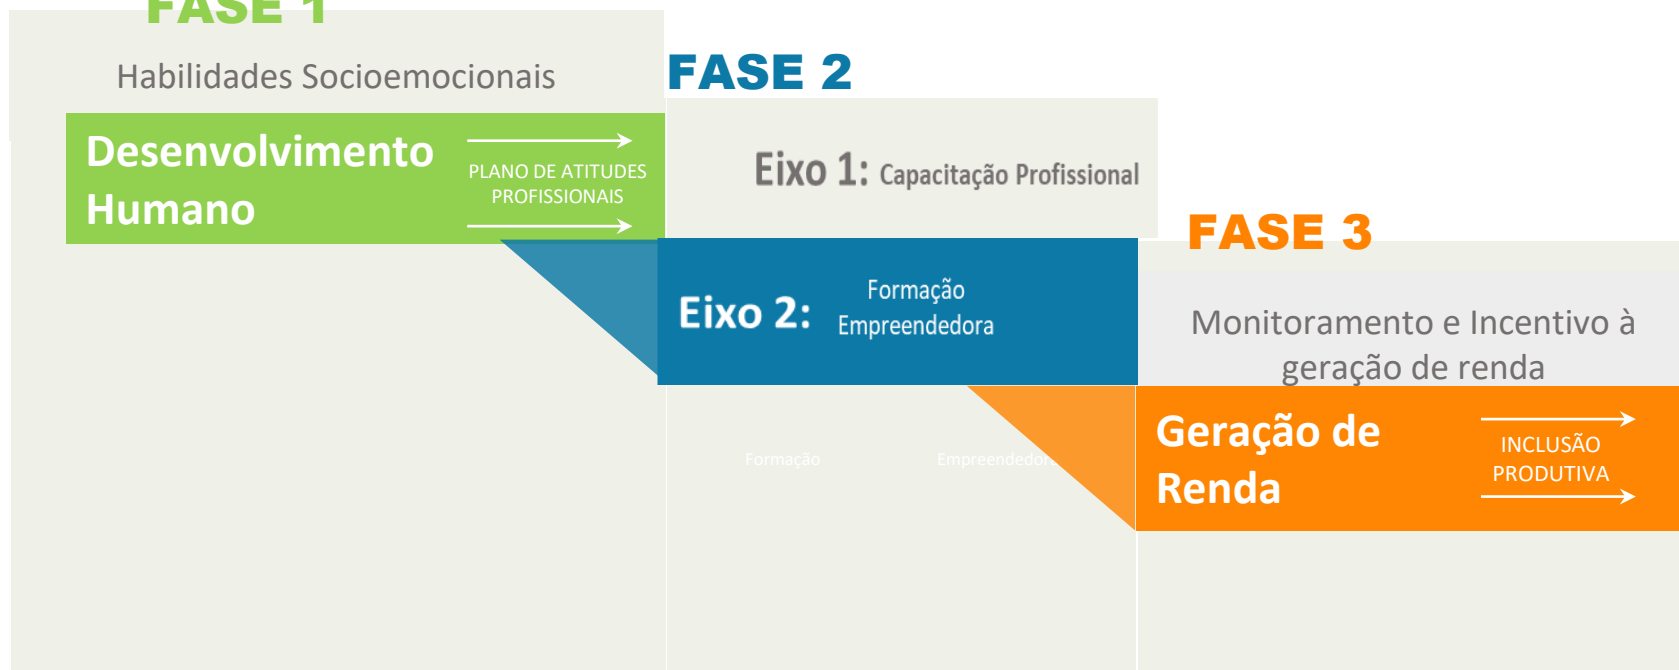 FASE 1
Habilidades Socioemocionais
Desenvolvimento
Humano
PLANO DE ATITUDES
PROFISSIONAIS
FASE 2
Eixo 1: Capacitação Profissional
Eixo 2:
Formação
Empreendedora
Formação Empreendedora
FASE 3
Monitoramento e Incentivo à
geração de renda
Geração de
Renda
INCLUSÃO
PRODUTIVA